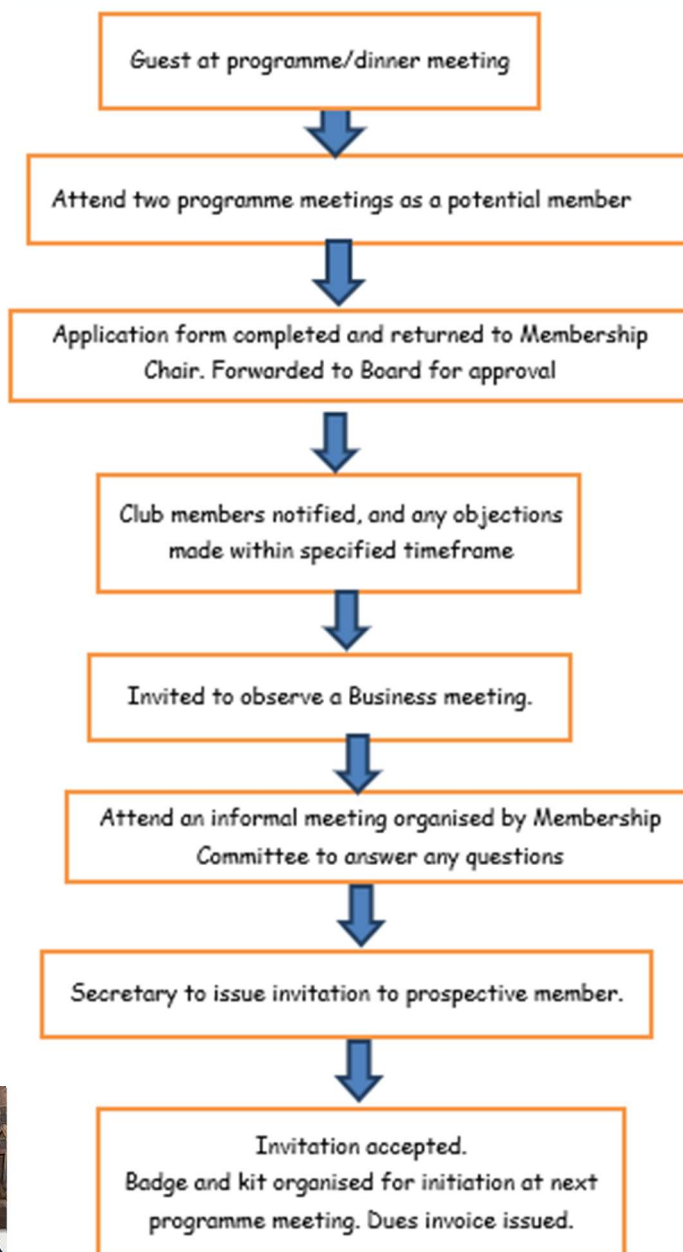 Guest at programme/dinner meeting
Attend two programme meetings as a potential member
Application form completed and returned to Membership
Chair. Forwarded to Board for approval
Club members notified, and any objections
made within specified timeframe
Invited to observe a Business meeting.
Attend an informal meeting organised by Membership
Committee to answer any questions
Secretary to issue invitation to prospective member.
Invitation accepted.
Badge and kit organised for initiation at next
programme meeting. Dues invoice issued.